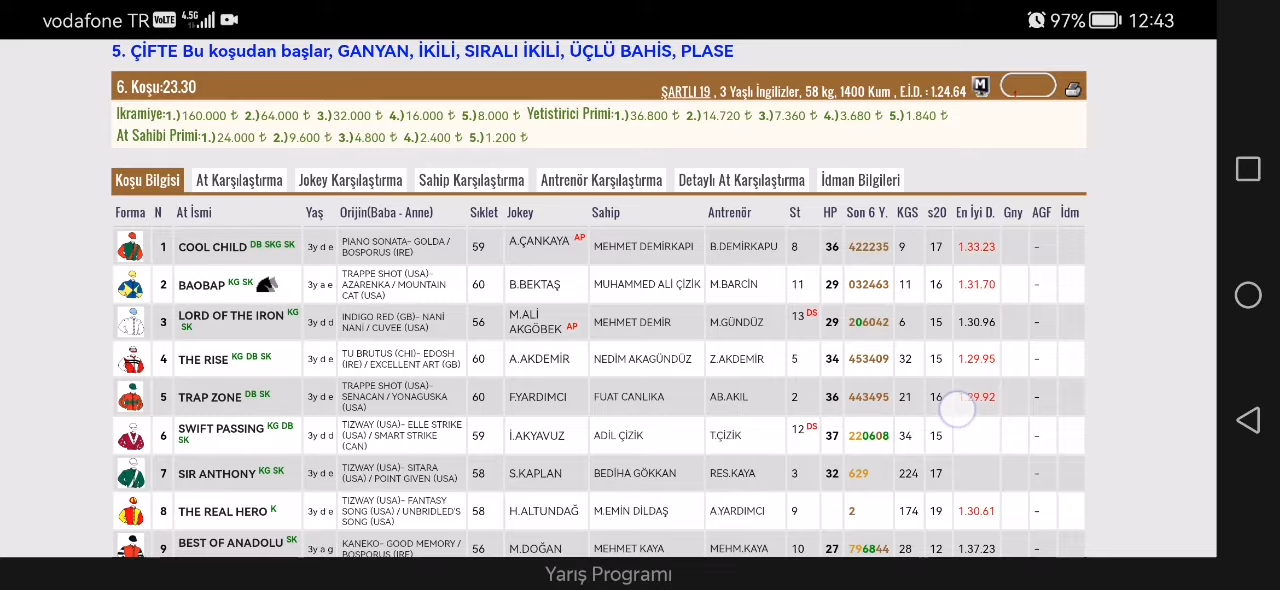 vodafone TR VoLTE 4.5G 97% 12:43
5. ÇİFTE Bu koşudan başlar, GANYAN, İKİLİ, SIRALI İKİLİ, ÜÇLÜ BAHİS, PLASE
6. Koşu:23.30 ŞARTLI 19 , 3 Yaşlı İngilizler, 58 kg, 1400 Kum , E.İ.D. : 1.24.64 M
Ikramiye:1.)160.000 ₺ 2.)64.000 ₺ 3.)32.000 ₺ 4.)16.000 ₺ 5.)8.000 ₺ Yetistirici Primi:1.)36.800 ₺ 2.)14.720 ₺ 3.)7.360 ₺ 4.)3.680 ₺ 5.)1.840 ₺
At Sahibi Primi:1.)24.000 ₺ 2.)9.600 ₺ 3.)4.800 ₺ 4.)2.400 ₺ 5.)1.200 ₺
Koşu Bilgisi At Karşılaştırma Jokey Karşılaştırma Sahip Karşılaştırma Antrenör Karşılaştırma Detaylı At Karşılaştırma İdman Bilgileri
Forma N At İsmi Yaş Orijin(Baba - Anne) Sıklet Jokey Sahip Antrenör St HP Son 6 Y. KGS s20 En İyi D. Gny AGF İdm
1 COOL CHILD DB SKG SK 3y d e PIANO SONATA- GOLDA / BOSPORUS (IRE) 59 A.ÇANKAYA AP MEHMET DEMİRKAPI B.DEMİRKAPU 8 36 422235 9 17 1.33.23 -
2 BAOBAP KG SK 3y a e TRAPPE SHOT (USA)- AZARENKA / MOUNTAIN CAT (USA) 60 B.BEKTAŞ MUHAMMED ALİ ÇİZİK M.BARCİN 11 29 032463 11 16 1.31.70 -
3 LORD OF THE IRON KG SK 3y d d INDIGO RED (GB)- NANİ NANİ / CUVEE (USA) 56 M.ALİ AKGÖBEK AP MEHMET DEMİR M.GÜNDÜZ 13 DS 29 206042 6 15 1.30.96 -
4 THE RISE KG DB SK 3y d e TU BRUTUS (CHI)- EDOSH (IRE) / EXCELLENT ART (GB) 60 A.AKDEMİR NEDİM AKAGÜNDÜZ Z.AKDEMİR 5 34 453409 32 15 1.29.95 -
5 TRAP ZONE DB SK 3y d e TRAPPE SHOT (USA)- SENACAN / YONAGUSKA (USA) 60 F.YARDIMCI FUAT CANLIKA AB.AKIL 2 36 443495 21 16 1.29.92 -
6 SWIFT PASSING KG DB SK 3y d d TIZWAY (USA)- ELLE STRIKE (USA) / SMART STRIKE (CAN) 59 İ.AKYAVUZ ADİL ÇİZİK T.ÇİZİK 12 DS 37 220608 34 15 -
7 SIR ANTHONY KG SK 3y d e TIZWAY (USA)- SITARA (USA) / POINT GIVEN (USA) 58 S.KAPLAN BEDİHA GÖKKAN RES.KAYA 3 32 629 224 17 -
8 THE REAL HERO K 3y d e TIZWAY (USA)- FANTASY SONG (USA) / UNBRIDLED'S SONG (USA) 58 H.ALTUNDAĞ M.EMİN DİLDAŞ A.YARDIMCI 9 2 174 19 1.30.61 -
9 BEST OF ANADOLU SK 3y a g KANEKO- GOOD MEMORY / BOSPORUS (IRE) 56 M.DOĞAN MEHMET KAYA MEHM.KAYA 10 27 796844 28 12 1.37.23 -
Yarış Programı